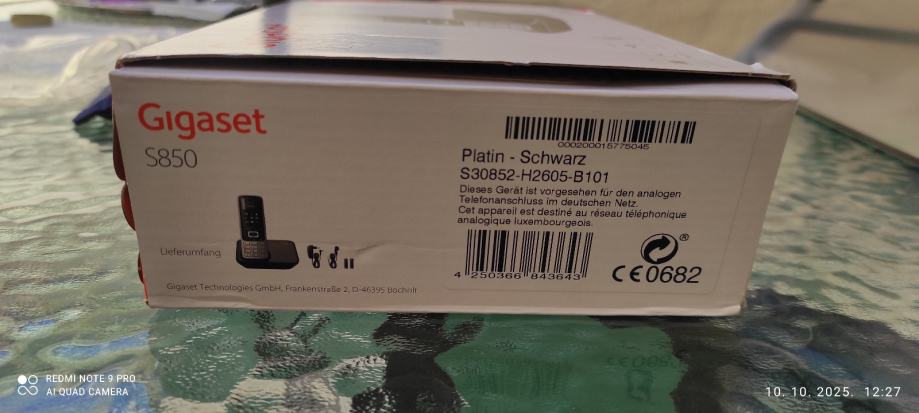 Gigaset
S850
Lieferumfang
Gigaset Technologies GmbH, Frankenstraße 2, D-46395 Bocholt
000200015775045
Platin - Schwarz
S30852-H2605-B101
Dieses Gerät ist vorgesehen für den analogen
Telefonanschluss im deutschen Netz.
Cet appareil est destiné au réseau téléphonique
analogique luxembourgeois.
4 250366 843643
®
CE0682
REDMI NOTE 9 PRO
AI QUAD CAMERA
10. 10. 2025. 12:27